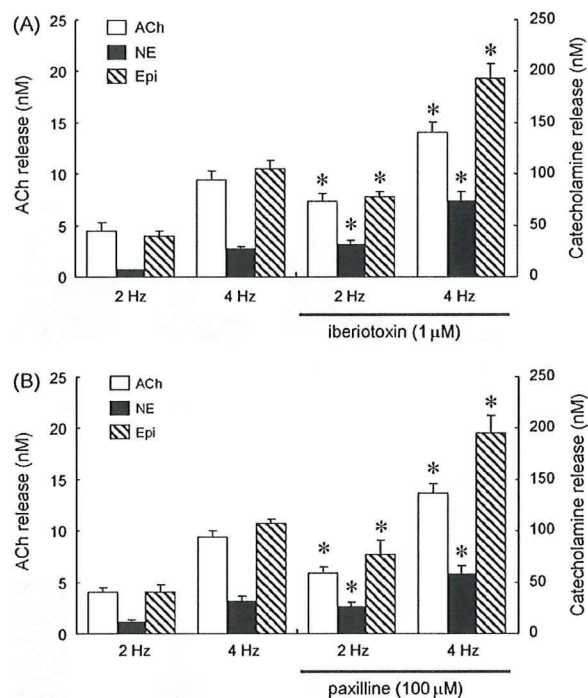 (A)
ACh
NE
Epi
ACh release (nM)
25
20
15
10
5
0
Catecholamine release (nM)
250
200
150
100
50
0
* * * * * *
2 Hz 4 Hz 2 Hz 4 Hz
iberiotoxin (1 μM)
(B)
ACh
NE
Epi
ACh release (nM)
25
20
15
10
5
0
Catecholamine release (nM)
250
200
150
100
50
0
* * * * * *
2 Hz 4 Hz 2 Hz 4 Hz
paxilline (100 μM)